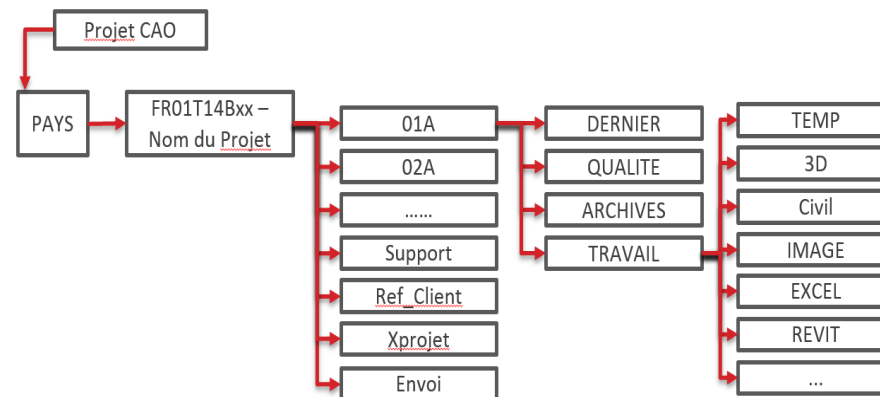 Projet CAO
PAYS
FR01T14Bxx –
Nom du Projet
01A
02A
......
Support
Ref_Client
Xprojet
Envoi
DERNIER
QUALITE
ARCHIVES
TRAVAIL
TEMP
3D
Civil
IMAGE
EXCEL
REVIT
...